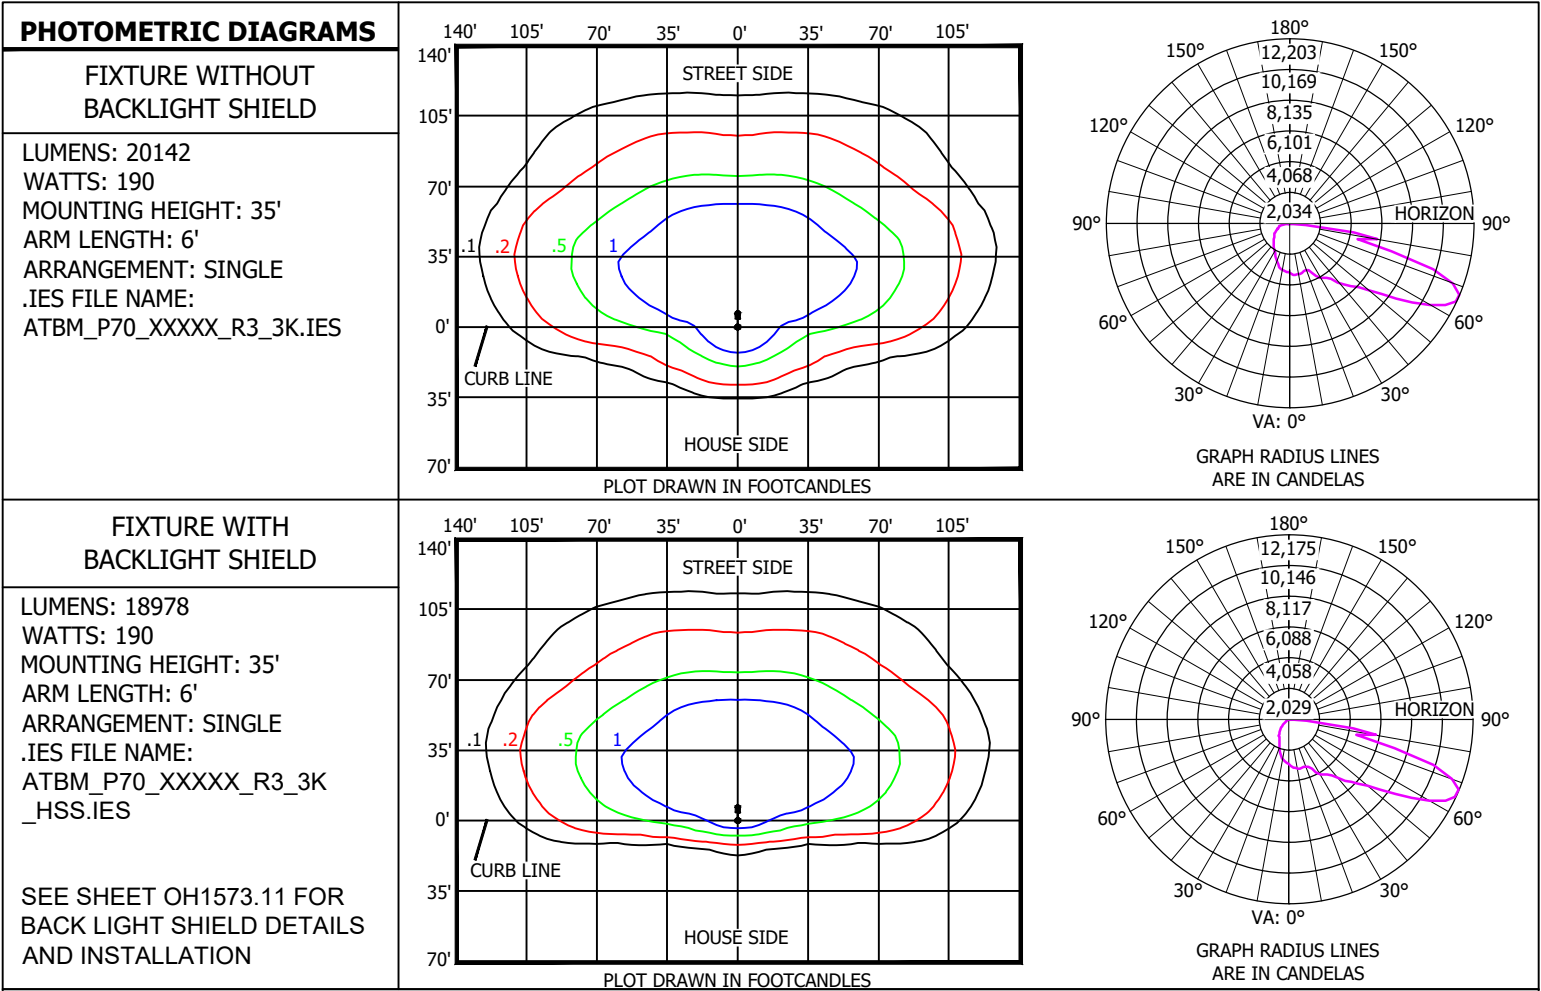 PHOTOMETRIC DIAGRAMS
FIXTURE WITHOUT
BACKLIGHT SHIELD
LUMENS: 20142
WATTS: 190
MOUNTING HEIGHT: 35'
ARM LENGTH: 6'
ARRANGEMENT: SINGLE
.IES FILE NAME:
ATBM_P70_XXXXX_R3_3K.IES
140' 105' 70' 35' 0' 35' 70' 105'
140'
STREET SIDE
105'
70'
.1 .2 .5 1
35'
0'
CURB LINE
35'
HOUSE SIDE
70'
PLOT DRAWN IN FOOTCANDLES
180°
150° 150°
12,203
10,169
8,135
120° 120°
6,101
4,068
2,034
HORIZON
90° 90°
60° 60°
30° 30°
VA: 0°
GRAPH RADIUS LINES
ARE IN CANDELAS
FIXTURE WITH
BACKLIGHT SHIELD
LUMENS: 18978
WATTS: 190
MOUNTING HEIGHT: 35'
ARM LENGTH: 6'
ARRANGEMENT: SINGLE
.IES FILE NAME:
ATBM_P70_XXXXX_R3_3K
_HSS.IES
SEE SHEET OH1573.11 FOR
BACK LIGHT SHIELD DETAILS
AND INSTALLATION
140' 105' 70' 35' 0' 35' 70' 105'
140'
STREET SIDE
105'
70'
.1 .2 .5 1
35'
0'
CURB LINE
35'
HOUSE SIDE
70'
PLOT DRAWN IN FOOTCANDLES
180°
150° 150°
12,175
10,146
8,117
120° 120°
6,088
4,058
2,029
HORIZON
90° 90°
60° 60°
30° 30°
VA: 0°
GRAPH RADIUS LINES
ARE IN CANDELAS